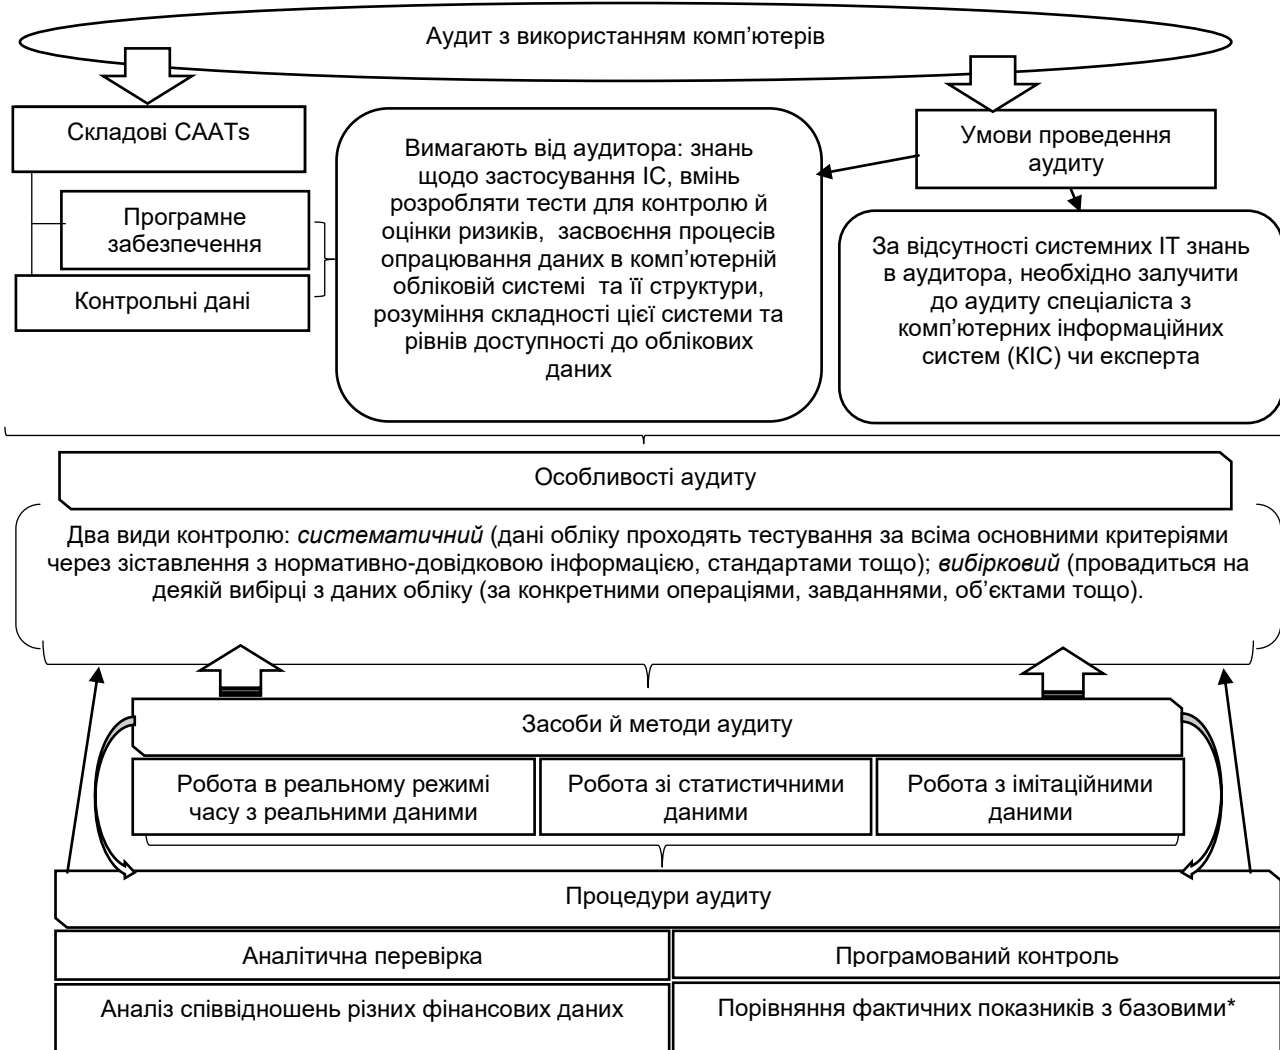 Аудит з використанням комп’ютерів
Складові CAATs
Програмне
забезпечення
Контрольні дані
Вимагають від аудитора: знань
щодо застосування ІС, вмінь
розробляти тести для контролю й
оцінки ризиків, засвоєння процесів
опрацювання даних в комп’ютерній
обліковій системі та її структури,
розуміння складності цієї системи та
рівнів доступності до облікових
даних
Умови проведення
аудиту
За відсутності системних ІТ знань
в аудитора, необхідно залучити
до аудиту спеціаліста з
комп’ютерних інформаційних
систем (КІС) чи експерта
Особливості аудиту
Два види контролю: систематичний (дані обліку проходять тестування за всіма основними критеріями
через зіставлення з нормативно-довідковою інформацією, стандартами тощо); вибірковий (провадиться на
деякій вибірці з даних обліку (за конкретними операціями, завданнями, об’єктами тощо).
Засоби й методи аудиту
Робота в реальному режимі
часу з реальними даними
Робота зі статистичними
даними
Робота з імітаційними
даними
Процедури аудиту
Аналітична перевірка
Програмований контроль
Аналіз співвідношень різних фінансових даних
Порівняння фактичних показників з базовими*